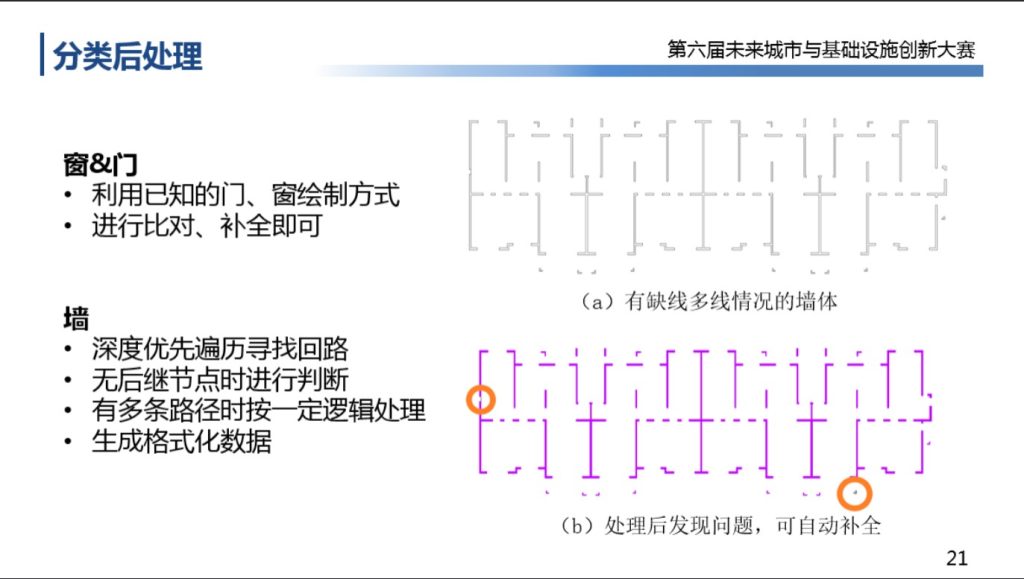 分类后处理
第六届未来城市与基础设施创新大赛
窗&门
• 利用已知的门、窗绘制方式
• 进行比对、补全即可
墙
• 深度优先遍历寻找回路
• 无后继节点时进行判断
• 有多条路径时按一定逻辑处理
• 生成格式化数据
（a）有缺线多线情况的墙体
（b）处理后发现问题，可自动补全
21